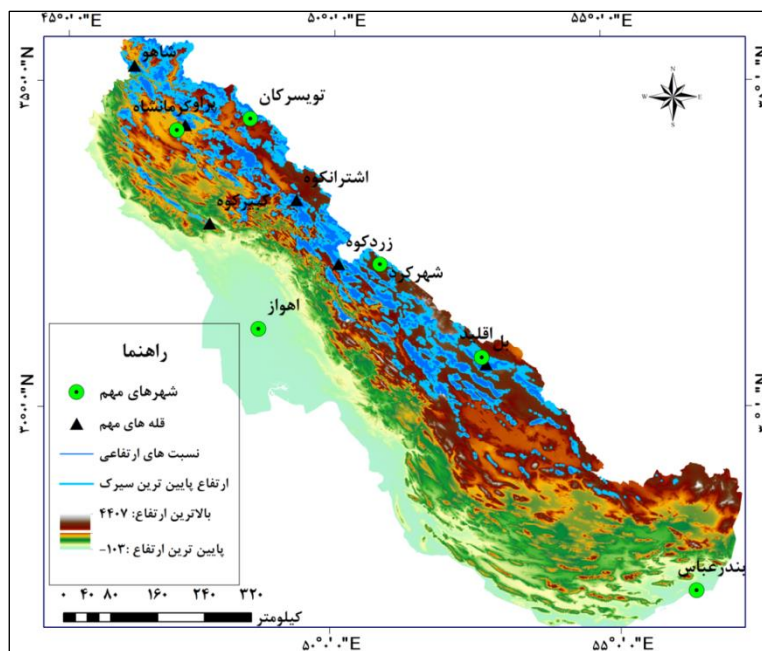 ۴۵°۰'۰"E
۵۰°۰'۰"E
۵۵°۰'۰"E
۳۵°۰'۰"N
N
W
E
S
شاهو
پراو
کرمانشاه
تویسرکان
اشترانکوه
کبیرکوه
زردکوه
شهرکرد
اهواز
بل
اقلید
۳۰°۰'۰"N
بندرعباس
راهنما
شهرهای مهم
قله های مهم
نسبت های ارتفاعی
ارتفاع پایین ترین سیرک
بالاترین ارتفاع: ۴۴۰۷
پایین ترین ارتفاع :۱۰۳-
۰ ۴۰ ۸۰ ۱۶۰ ۲۴۰ ۳۲۰
کیلومتر
۵۰°۰'۰"E
۵۵°۰'۰"E